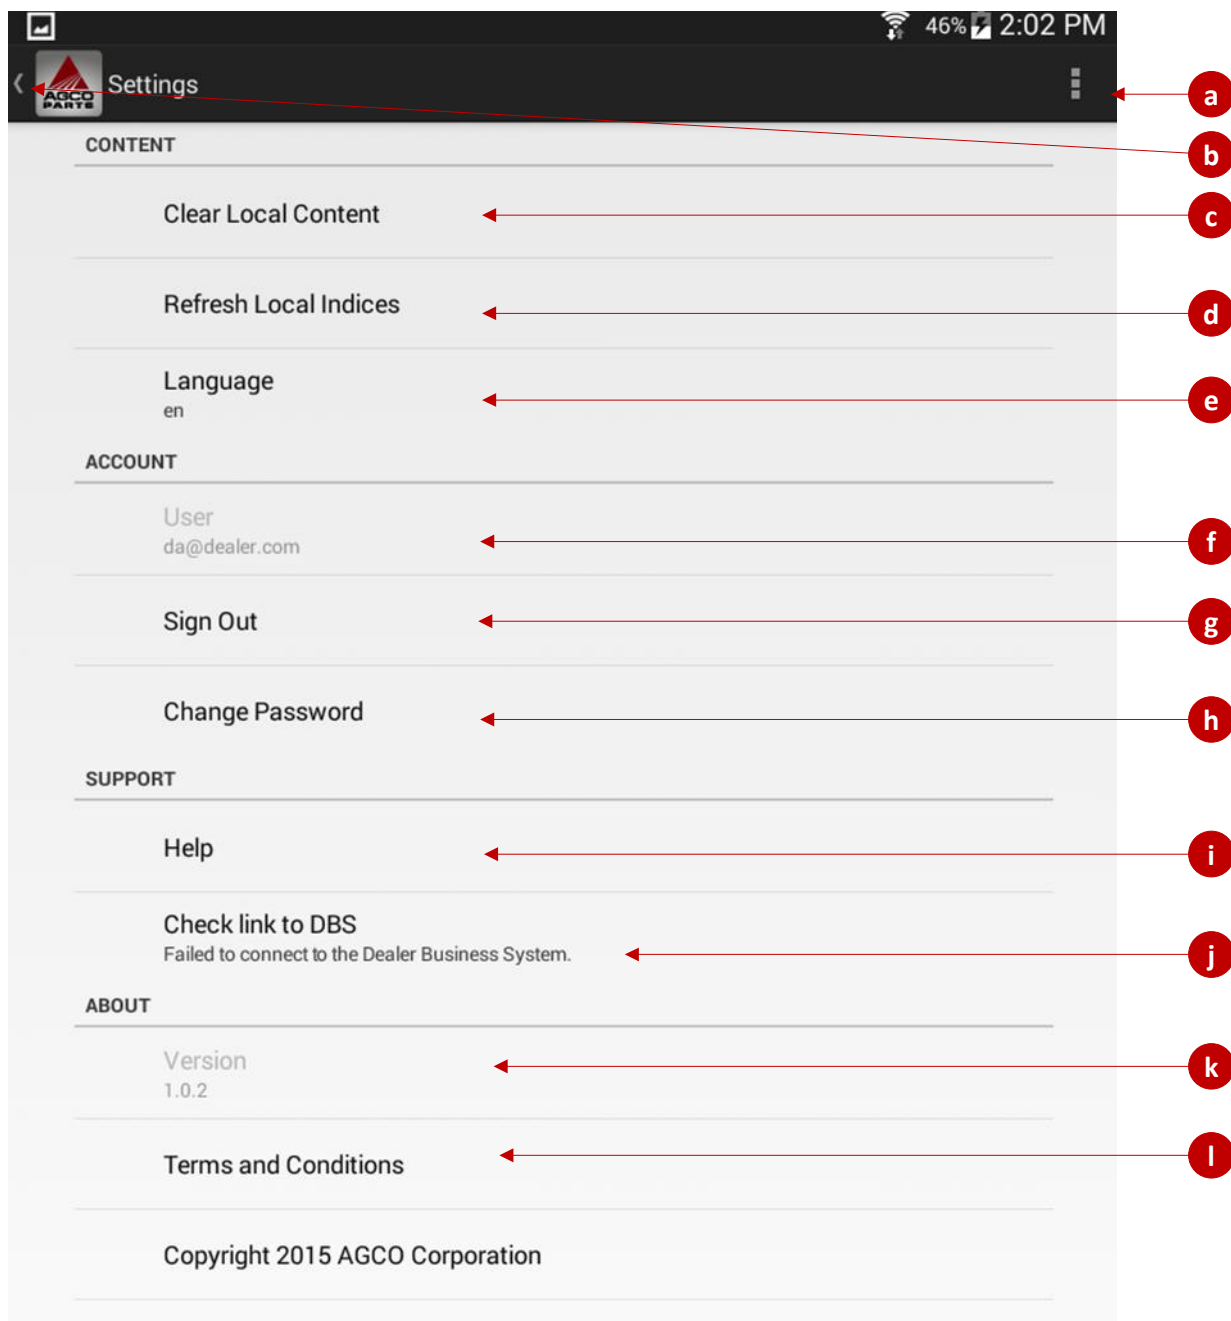 46% 2:02 PM
AGCO
PARTS
Settings
a
CONTENT
b
Clear Local Content
c
Refresh Local Indices
d
Language
en
e
ACCOUNT
User
da@dealer.com
f
Sign Out
g
Change Password
h
SUPPORT
Help
i
Check link to DBS
Failed to connect to the Dealer Business System.
j
ABOUT
Version
1.0.2
k
Terms and Conditions
l
Copyright 2015 AGCO Corporation